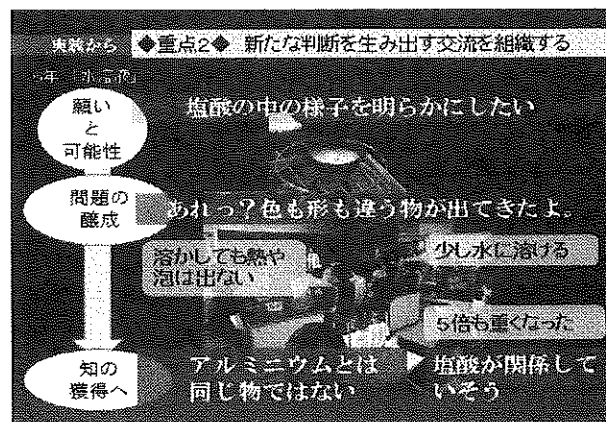 実験から
◆重点2◆ 新たな判断を生み出す交流を組織する
願い
と
可能性
塩酸の中の様子を明らかにしたい
問題の
醸成
あれっ？色も形も違う物が出てきたよ。
溶かしても熱や
泡は出ない
少し水に溶ける
5倍も重くなった
知の
獲得へ
アルミニウムとは
同じ物ではない
塩酸が関係して
いそう